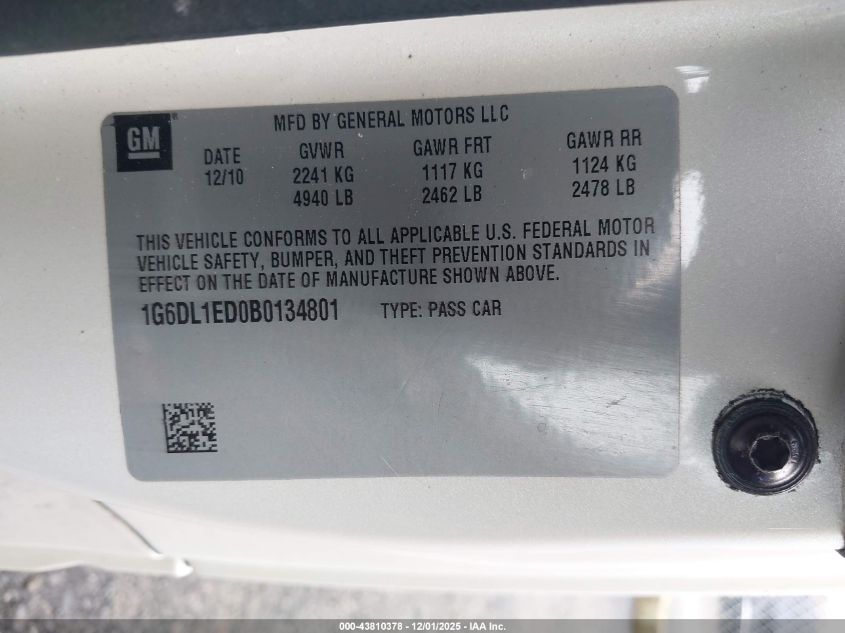 GM
MFD BY GENERAL MOTORS LLC
DATE GVWR GAWR FRT GAWR RR
12/10 2241 KG 1117 KG 1124 KG
4940 LB 2462 LB 2478 LB
THIS VEHICLE CONFORMS TO ALL APPLICABLE U.S. FEDERAL MOTOR
VEHICLE SAFETY, BUMPER, AND THEFT PREVENTION STANDARDS IN
EFFECT ON THE DATE OF MANUFACTURE SHOWN ABOVE.
1G6DL1ED0B0134801 TYPE: PASS CAR
000-43810378 - 12/01/2025 - IAA Inc.